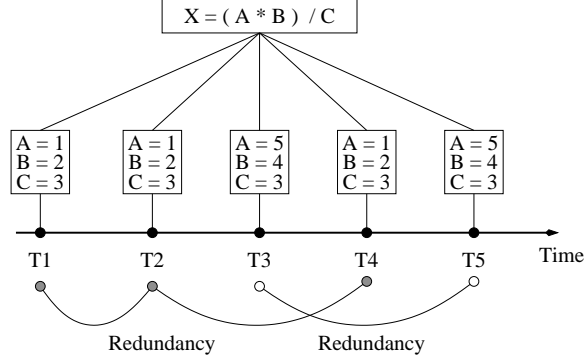 X = ( A * B ) / C
A = 1
B = 2
C = 3
A = 1
B = 2
C = 3
A = 5
B = 4
C = 3
A = 1
B = 2
C = 3
A = 5
B = 4
C = 3
T1 T2 T3 T4 T5 Time
Redundancy Redundancy